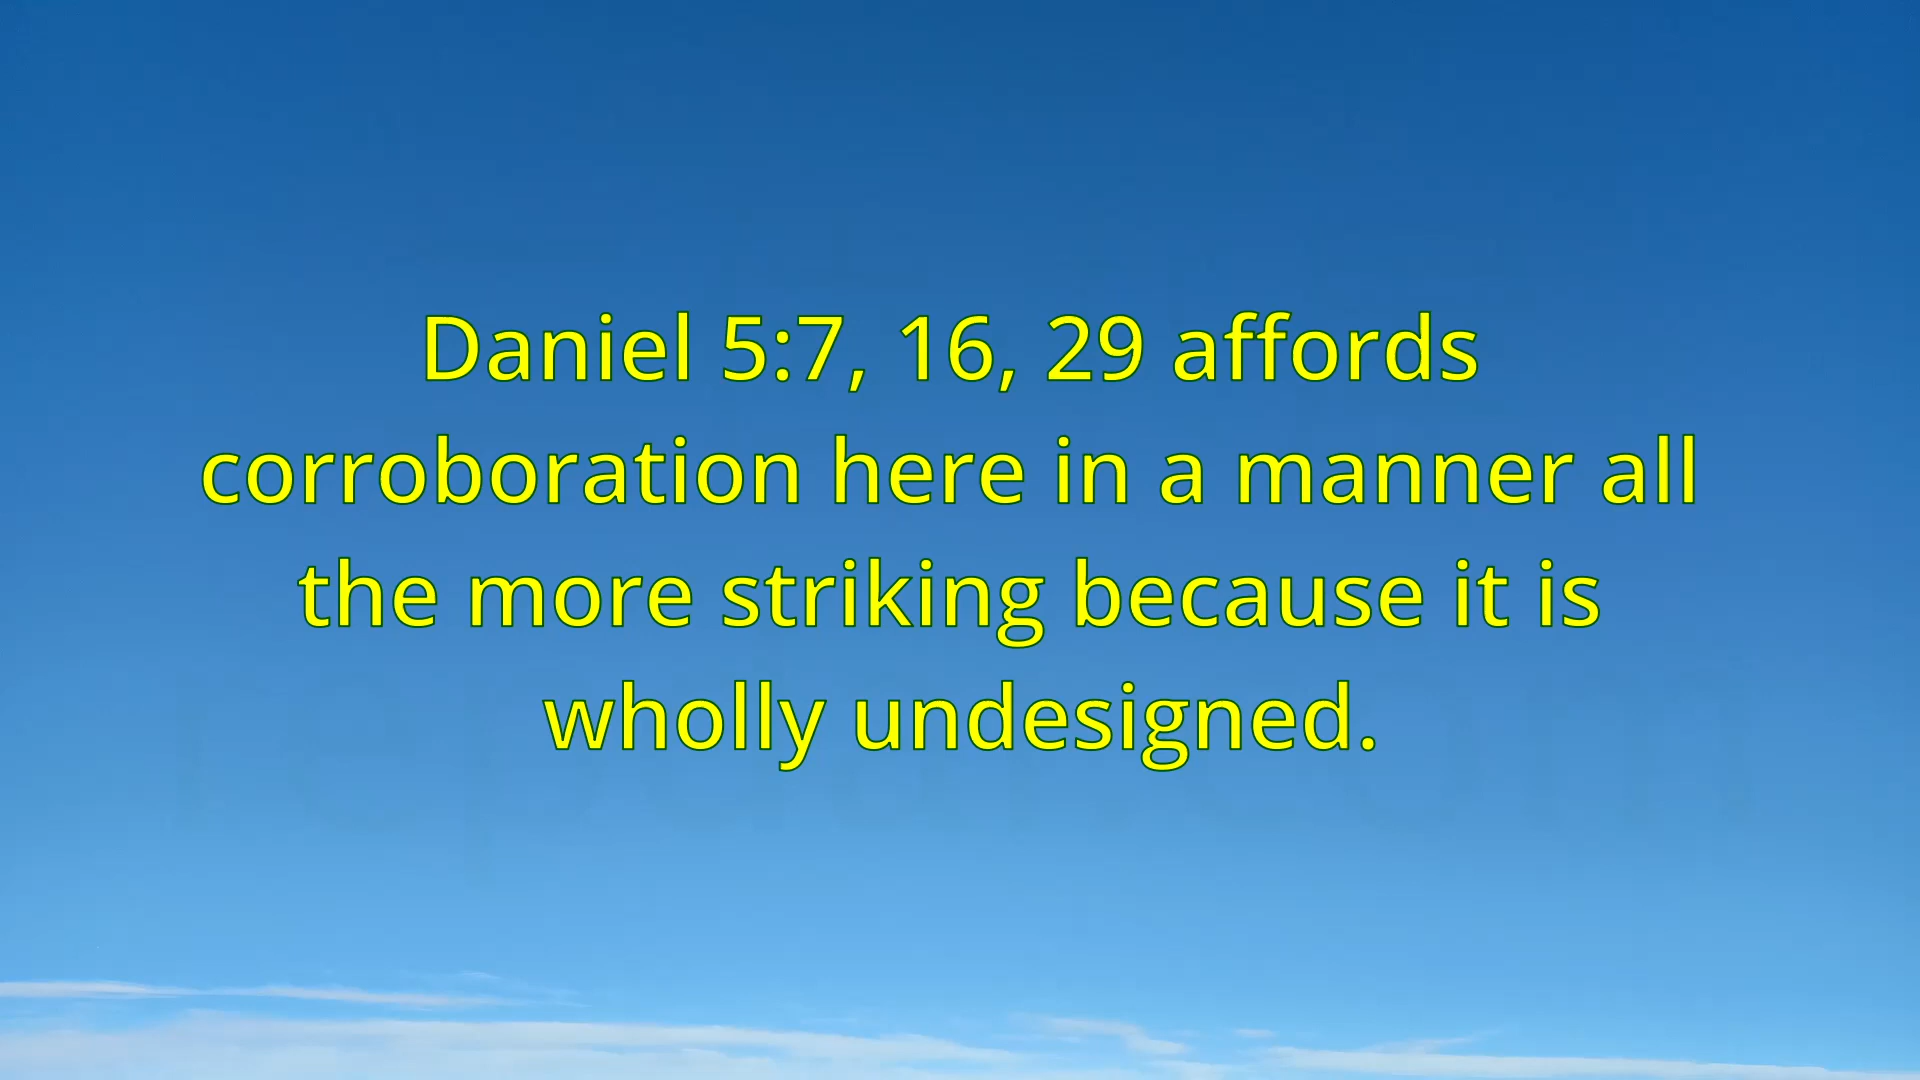 Daniel 5:7, 16, 29 affords
corroboration here in a manner all
the more striking because it is
wholly undesigned.